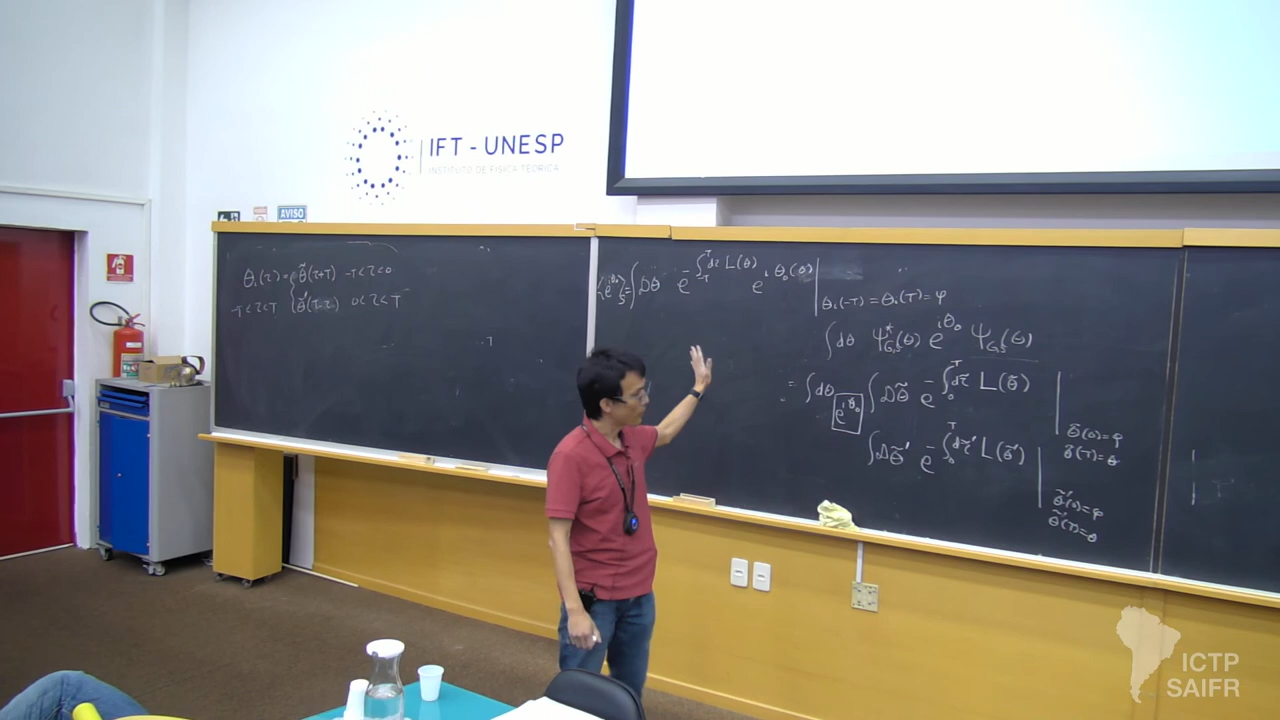 IFT - UNESP
INSTITUTO DE FÍSICA TEÓRICA
AVISO
θ₁(τ) = { θ̃(τ+T) -T<τ<0
-T<τ<T { θ̃'(T-τ) 0<τ<T
⟨e^{iθ₀}⟩ = ∫Dθ e^{-∫_{-T}^{T} dτ L(θ)} e^{iθ₀(0)} |
θ₁(-T) = θ₁(T) = φ
∫dθ ψ*_{G,S}(θ) e^{iθ₀} ψ_{G,S}(θ)
= ∫dθ e^{iθ₀} ∫Dθ̃ e^{-∫_0^T dτ̃ L(θ̃)} |
θ̃(0)=φ
θ̃(T)=θ
∫Dθ̃' e^{-∫_0^T dτ̃' L(θ̃')} |
θ̃'(0)=φ
θ̃'(T)=θ
ICTP
SAIFR